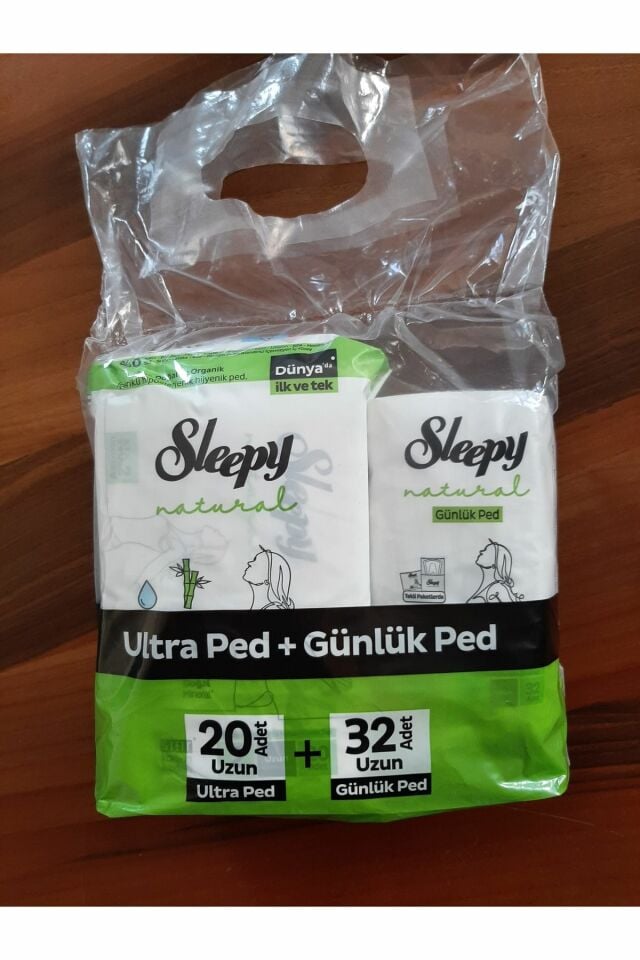 Dünya'da
ilk ve tek
Sleepy
natural
Sleepy
natural
Günlük Ped
Sleepy
Tekli Paketlerde
Ultra Ped + Günlük Ped
20 Adet
Uzun
Ultra Ped
+
32 Adet
Uzun
Günlük Ped